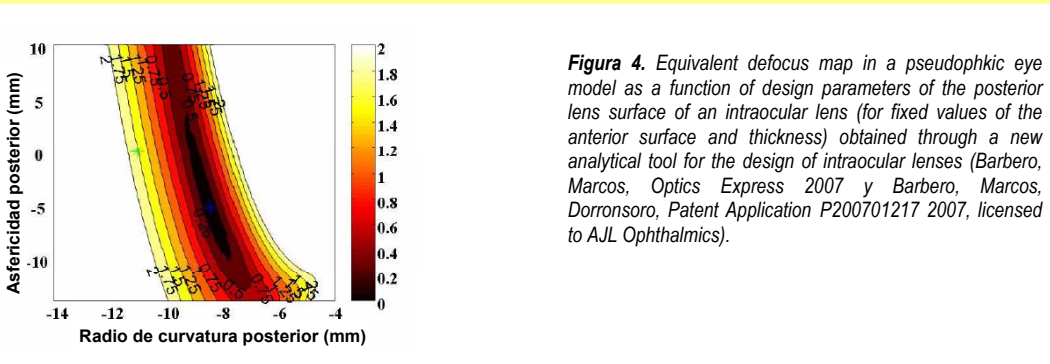 10
5
0
-5
-10
-14
-12
-10
-8
-6
-4
Asfericidad posterior (mm)
Radio de curvatura posterior (mm)
2
1.8
1.6
1.4
1.2
1
0.8
0.6
0.4
0.2
0
Figura 4. Equivalent defocus map in a pseudophkic eye
model as a function of design parameters of the posterior
lens surface of an intraocular lens (for fixed values of the
anterior surface and thickness) obtained through a new
analytical tool for the design of intraocular lenses (Barbero,
Marcos, Optics Express 2007 y Barbero, Marcos,
Dorronsoro, Patent Application P200701217 2007, licensed
to AJL Ophthalmics).